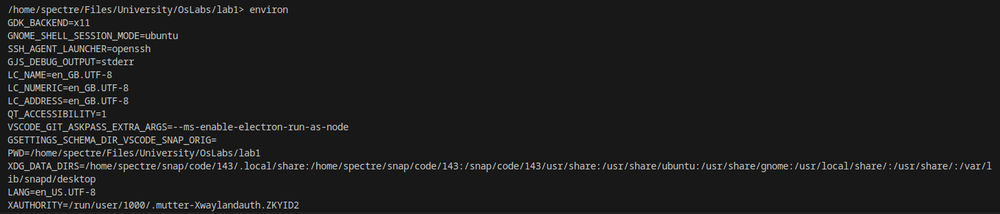 /home/spectre/Files/University/OsLabs/lab1> environ
GDK_BACKEND=x11
GNOME_SHELL_SESSION_MODE=ubuntu
SSH_AGENT_LAUNCHER=openssh
GJS_DEBUG_OUTPUT=stderr
LC_NAME=en_GB.UTF-8
LC_NUMERIC=en_GB.UTF-8
LC_ADDRESS=en_GB.UTF-8
QT_ACCESSIBILITY=1
VSCODE_GIT_ASKPASS_EXTRA_ARGS=--ms-enable-electron-run-as-node
GSETTINGS_SCHEMA_DIR_VSCODE_SNAP_ORIG=
PWD=/home/spectre/Files/University/OsLabs/lab1
XDG_DATA_DIRS=/home/spectre/snap/code/143/.local/share:/home/spectre/snap/code/143:/snap/code/143/usr/share:/usr/share/ubuntu:/usr/share/gnome:/usr/local/share/:/usr/share/:/var/l
ib/snapd/desktop
LANG=en_US.UTF-8
XAUTHORITY=/run/user/1000/.mutter-Xwaylandauth.ZKYID2